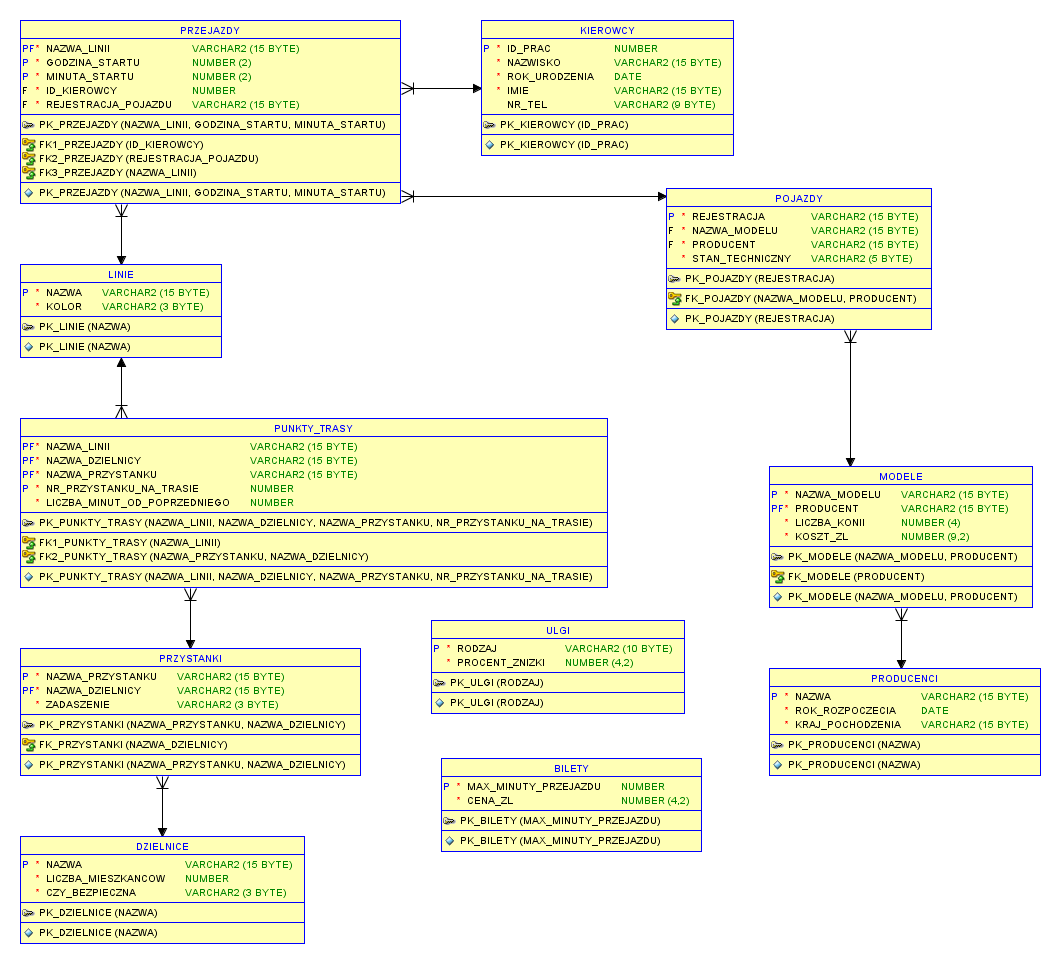 PRZEJAZDY
PF* NAZWA_LINII VARCHAR2 (15 BYTE)
P * GODZINA_STARTU NUMBER (2)
P * MINUTA_STARTU NUMBER (2)
F * ID_KIEROWCY NUMBER
F * REJESTRACJA_POJAZDU VARCHAR2 (15 BYTE)
PK_PRZEJAZDY (NAZWA_LINII, GODZINA_STARTU, MINUTA_STARTU)
FK1_PRZEJAZDY (ID_KIEROWCY)
FK2_PRZEJAZDY (REJESTRACJA_POJAZDU)
FK3_PRZEJAZDY (NAZWA_LINII)
PK_PRZEJAZDY (NAZWA_LINII, GODZINA_STARTU, MINUTA_STARTU)
KIEROWCY
P * ID_PRAC NUMBER
* NAZWISKO VARCHAR2 (15 BYTE)
* ROK_URODZENIA DATE
* IMIE VARCHAR2 (15 BYTE)
NR_TEL VARCHAR2 (9 BYTE)
PK_KIEROWCY (ID_PRAC)
PK_KIEROWCY (ID_PRAC)
POJAZDY
P * REJESTRACJA VARCHAR2 (15 BYTE)
F * NAZWA_MODELU VARCHAR2 (15 BYTE)
F * PRODUCENT VARCHAR2 (15 BYTE)
* STAN_TECHNICZNY VARCHAR2 (5 BYTE)
PK_POJAZDY (REJESTRACJA)
FK_POJAZDY (NAZWA_MODELU, PRODUCENT)
PK_POJAZDY (REJESTRACJA)
LINIE
P * NAZWA VARCHAR2 (15 BYTE)
* KOLOR VARCHAR2 (3 BYTE)
PK_LINIE (NAZWA)
PK_LINIE (NAZWA)
PUNKTY_TRASY
PF* NAZWA_LINII VARCHAR2 (15 BYTE)
PF* NAZWA_DZIELNICY VARCHAR2 (15 BYTE)
PF* NAZWA_PRZYSTANKU VARCHAR2 (15 BYTE)
P * NR_PRZYSTANKU_NA_TRASIE NUMBER
* LICZBA_MINUT_OD_POPRZEDNIEGO NUMBER
PK_PUNKTY_TRASY (NAZWA_LINII, NAZWA_DZIELNICY, NAZWA_PRZYSTANKU, NR_PRZYSTANKU_NA_TRASIE)
FK1_PUNKTY_TRASY (NAZWA_LINII)
FK2_PUNKTY_TRASY (NAZWA_PRZYSTANKU, NAZWA_DZIELNICY)
PK_PUNKTY_TRASY (NAZWA_LINII, NAZWA_DZIELNICY, NAZWA_PRZYSTANKU, NR_PRZYSTANKU_NA_TRASIE)
MODELE
P * NAZWA_MODELU VARCHAR2 (15 BYTE)
PF* PRODUCENT VARCHAR2 (15 BYTE)
* LICZBA_KONII NUMBER (4)
* KOSZT_ZL NUMBER (9,2)
PK_MODELE (NAZWA_MODELU, PRODUCENT)
FK_MODELE (PRODUCENT)
PK_MODELE (NAZWA_MODELU, PRODUCENT)
ULGI
P * RODZAJ VARCHAR2 (10 BYTE)
* PROCENT_ZNIZKI NUMBER (4,2)
PK_ULGI (RODZAJ)
PK_ULGI (RODZAJ)
PRZYSTANKI
P * NAZWA_PRZYSTANKU VARCHAR2 (15 BYTE)
PF* NAZWA_DZIELNICY VARCHAR2 (15 BYTE)
* ZADASZENIE VARCHAR2 (3 BYTE)
PK_PRZYSTANKI (NAZWA_PRZYSTANKU, NAZWA_DZIELNICY)
FK_PRZYSTANKI (NAZWA_DZIELNICY)
PK_PRZYSTANKI (NAZWA_PRZYSTANKU, NAZWA_DZIELNICY)
PRODUCENCI
P * NAZWA VARCHAR2 (15 BYTE)
* ROK_ROZPOCZECIA DATE
* KRAJ_POCHODZENIA VARCHAR2 (15 BYTE)
PK_PRODUCENCI (NAZWA)
PK_PRODUCENCI (NAZWA)
BILETY
P * MAX_MINUTY_PRZEJAZDU NUMBER
* CENA_ZL NUMBER (4,2)
PK_BILETY (MAX_MINUTY_PRZEJAZDU)
PK_BILETY (MAX_MINUTY_PRZEJAZDU)
DZIELNICE
P * NAZWA VARCHAR2 (15 BYTE)
* LICZBA_MIESZKANCOW NUMBER
* CZY_BEZPIECZNA VARCHAR2 (3 BYTE)
PK_DZIELNICE (NAZWA)
PK_DZIELNICE (NAZWA)